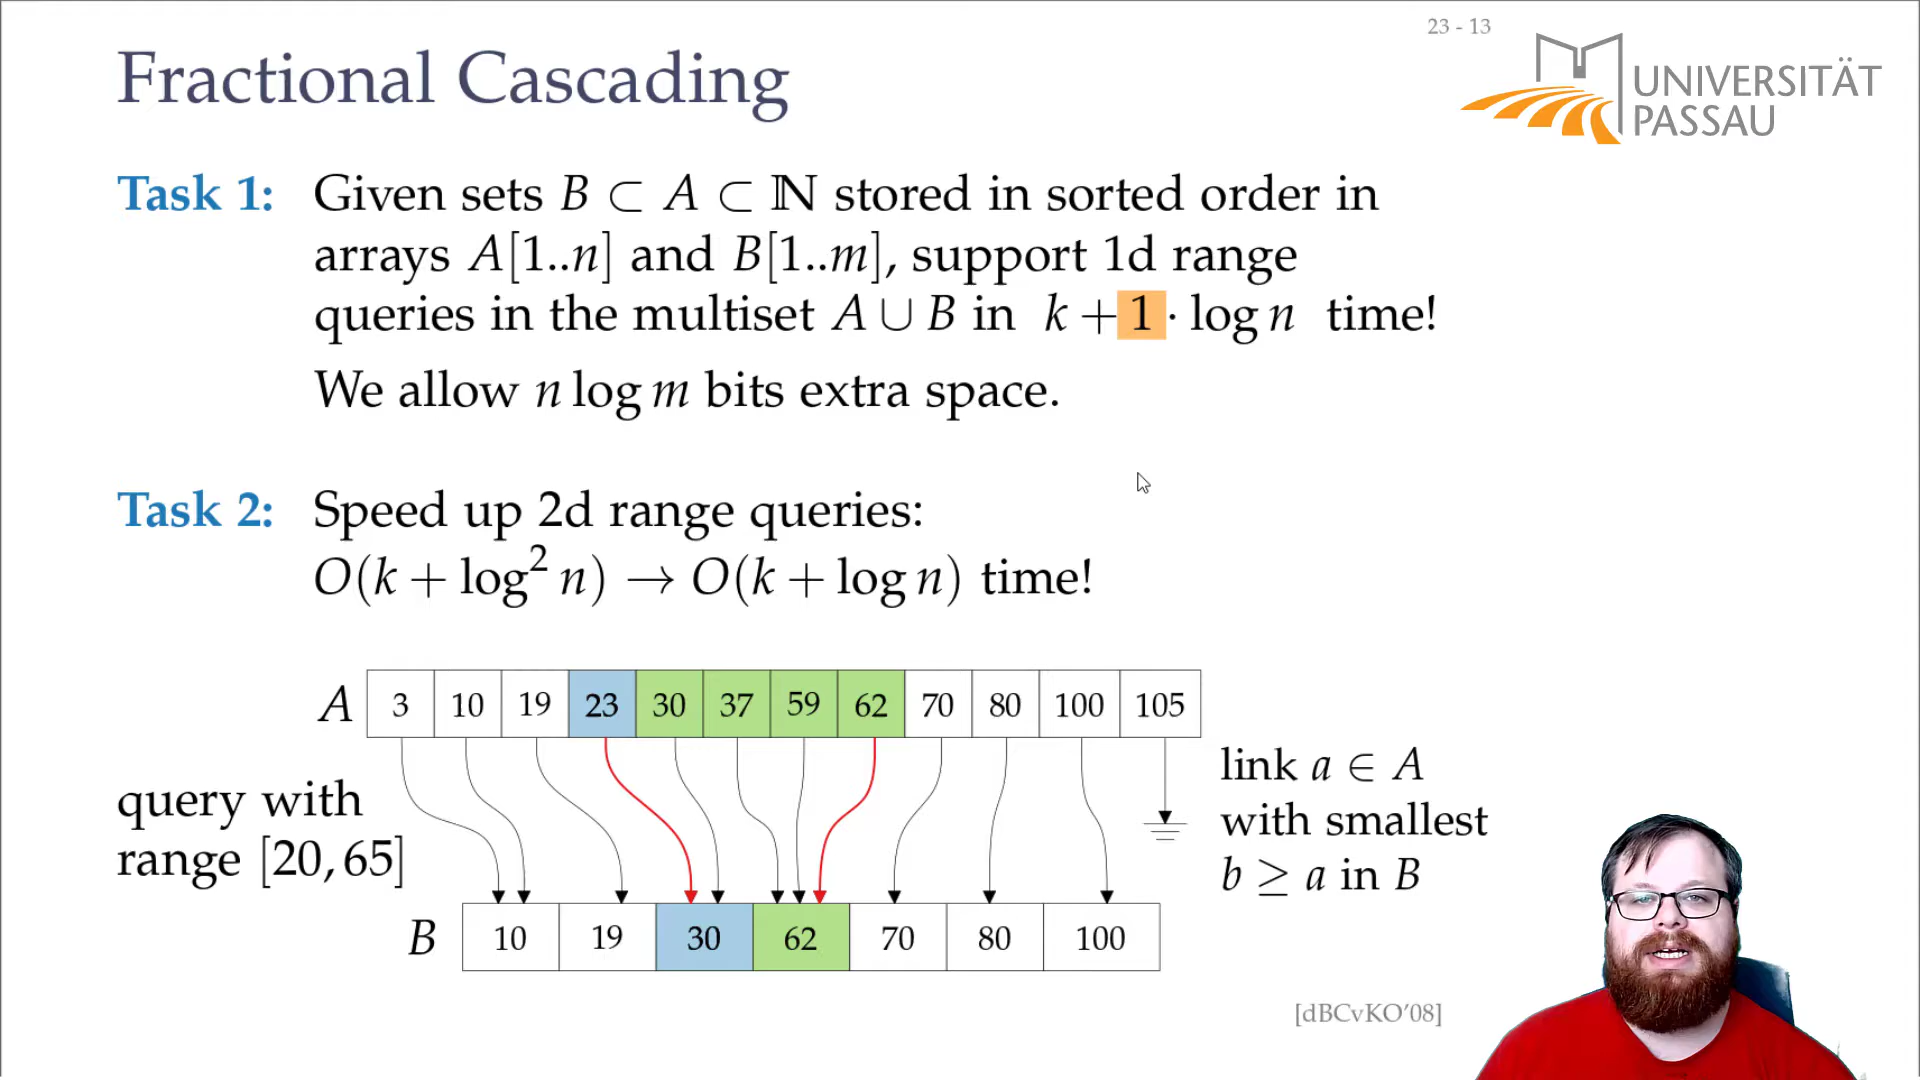 23 - 13
Fractional Cascading
UNIVERSITÄT
PASSAU
Task 1: Given sets B ⊂ A ⊂ ℕ stored in sorted order in
arrays A[1..n] and B[1..m], support 1d range
queries in the multiset A ∪ B in k + 1 · log n time!
We allow n log m bits extra space.
Task 2: Speed up 2d range queries:
O(k + log² n) → O(k + log n) time!
A 3 10 19 23 30 37 59 62 70 80 100 105
query with
range [20, 65]
link a ∈ A
with smallest
b ≥ a in B
B 10 19 30 62 70 80 100
[dBCvKO'08]